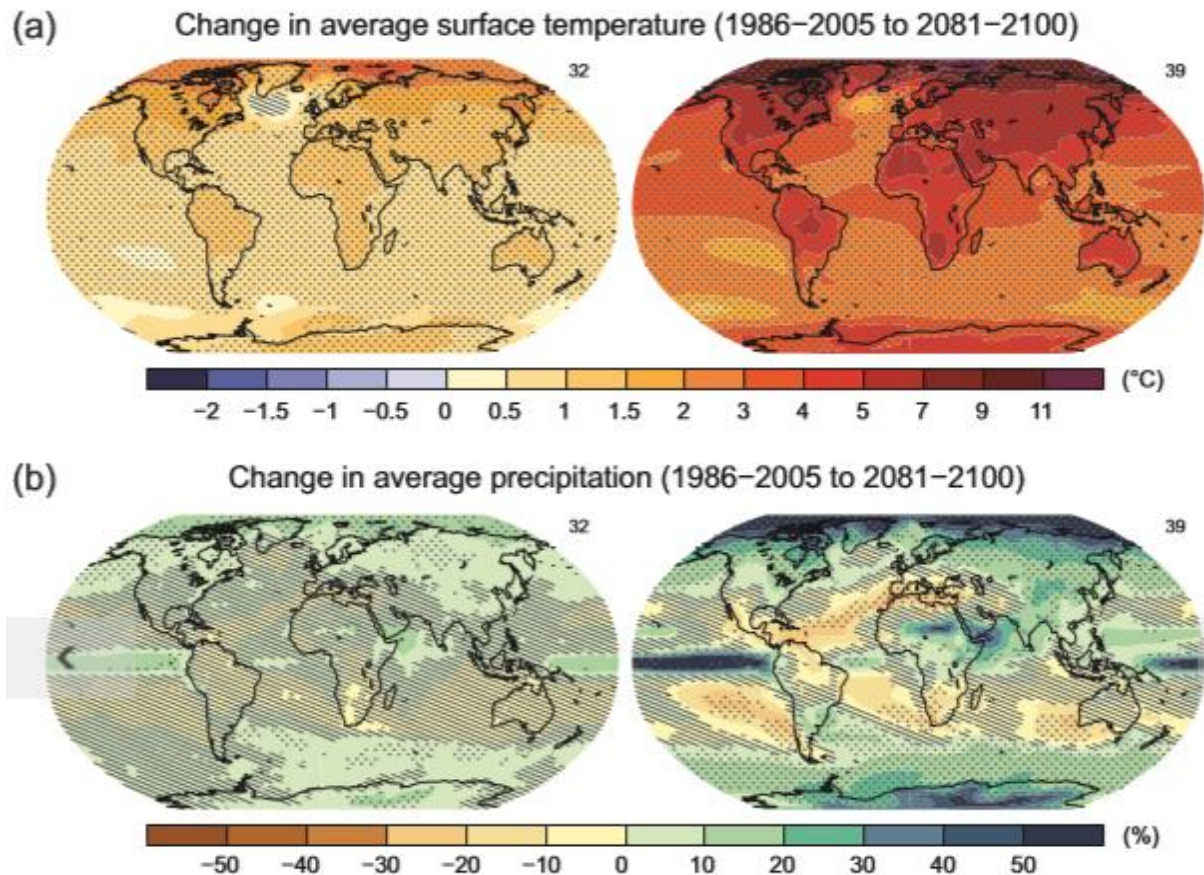 (a) Change in average surface temperature (1986−2005 to 2081−2100)
32
39
(°C)
−2 −1.5 −1 −0.5 0 0.5 1 1.5 2 3 4 5 7 9 11
(b) Change in average precipitation (1986−2005 to 2081−2100)
32
39
(%)
−50 −40 −30 −20 −10 0 10 20 30 40 50